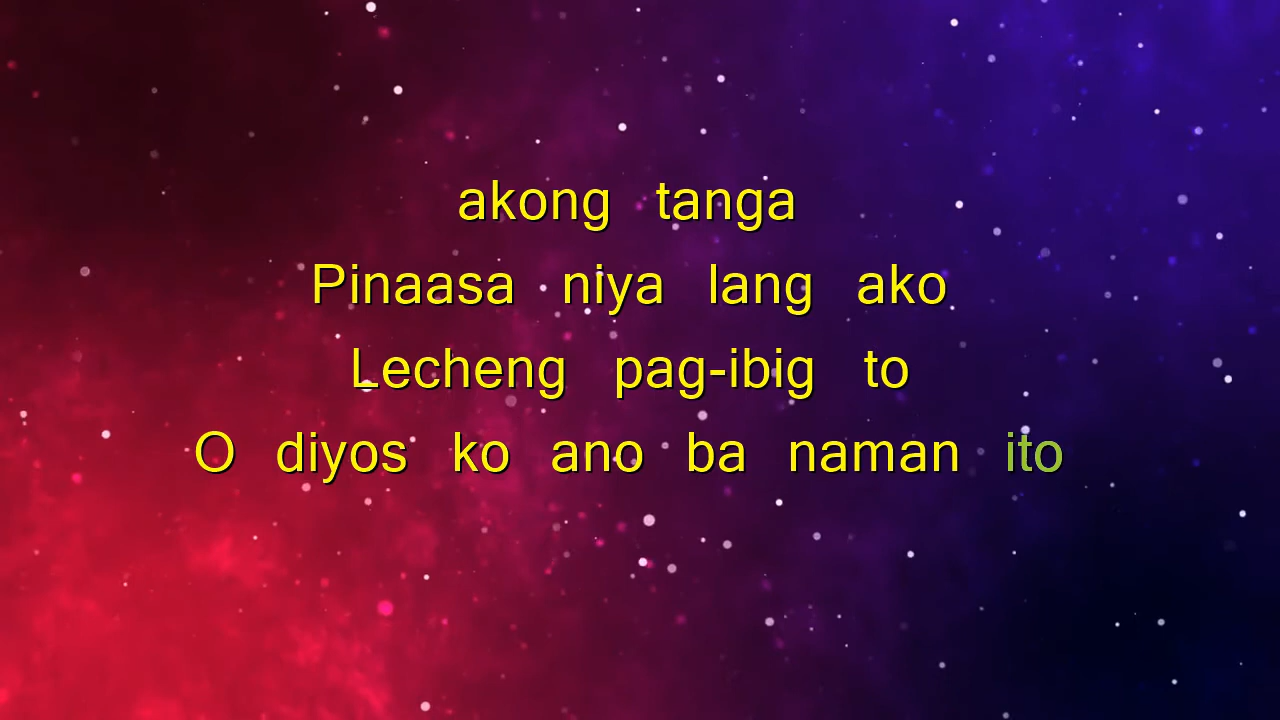 akong tanga
Pinaasa niya lang ako
Lecheng pag-ibig to
O diyos ko ano ba naman ito